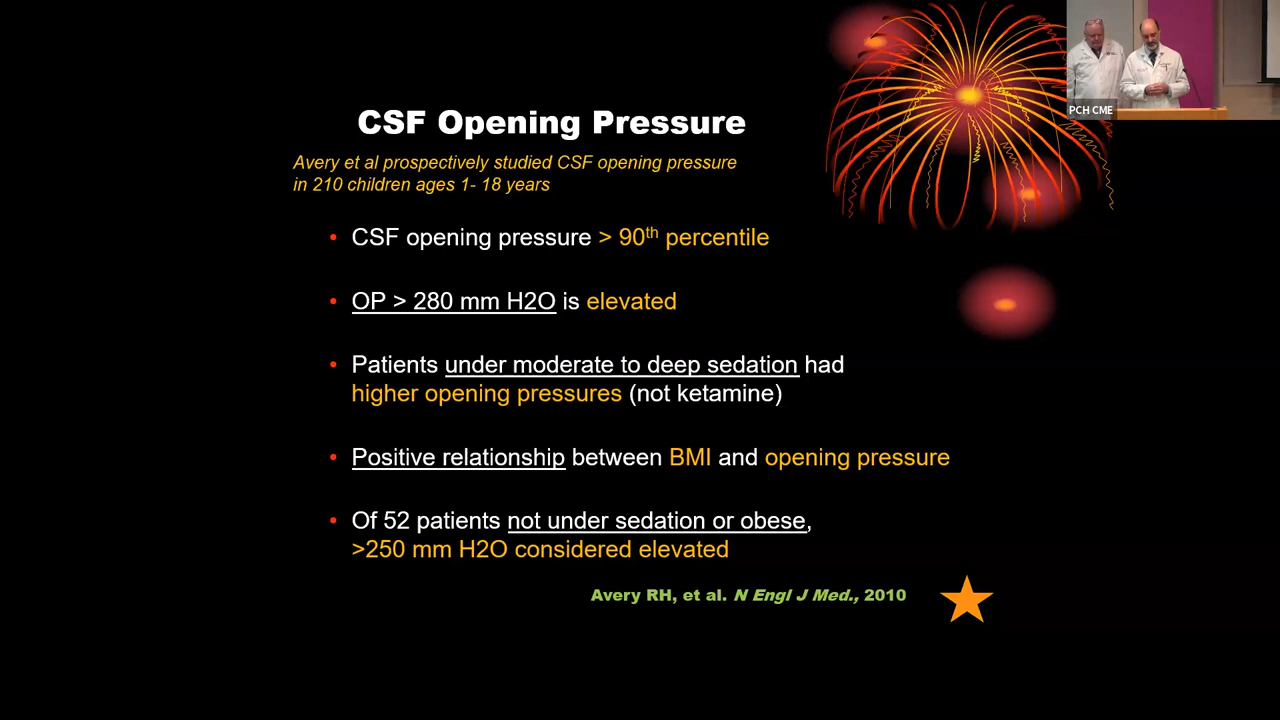 CSF Opening Pressure
Avery et al prospectively studied CSF opening pressure
in 210 children ages 1- 18 years
• CSF opening pressure > 90th percentile
• OP > 280 mm H2O is elevated
• Patients under moderate to deep sedation had
higher opening pressures (not ketamine)
• Positive relationship between BMI and opening pressure
• Of 52 patients not under sedation or obese,
>250 mm H2O considered elevated
Avery RH, et al. N Engl J Med., 2010
PCH CME